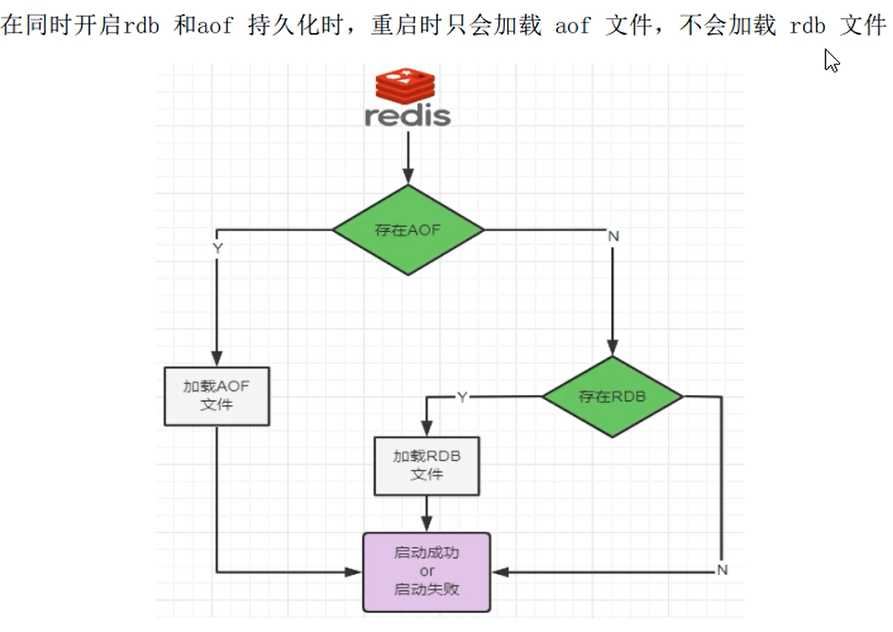 在同时开启rdb 和aof 持久化时，重启时只会加载 aof 文件，不会加载 rdb 文件
redis
存在AOF
Y
N
加载AOF
文件
存在RDB
Y
加载RDB
文件
启动成功
or
启动失败
N